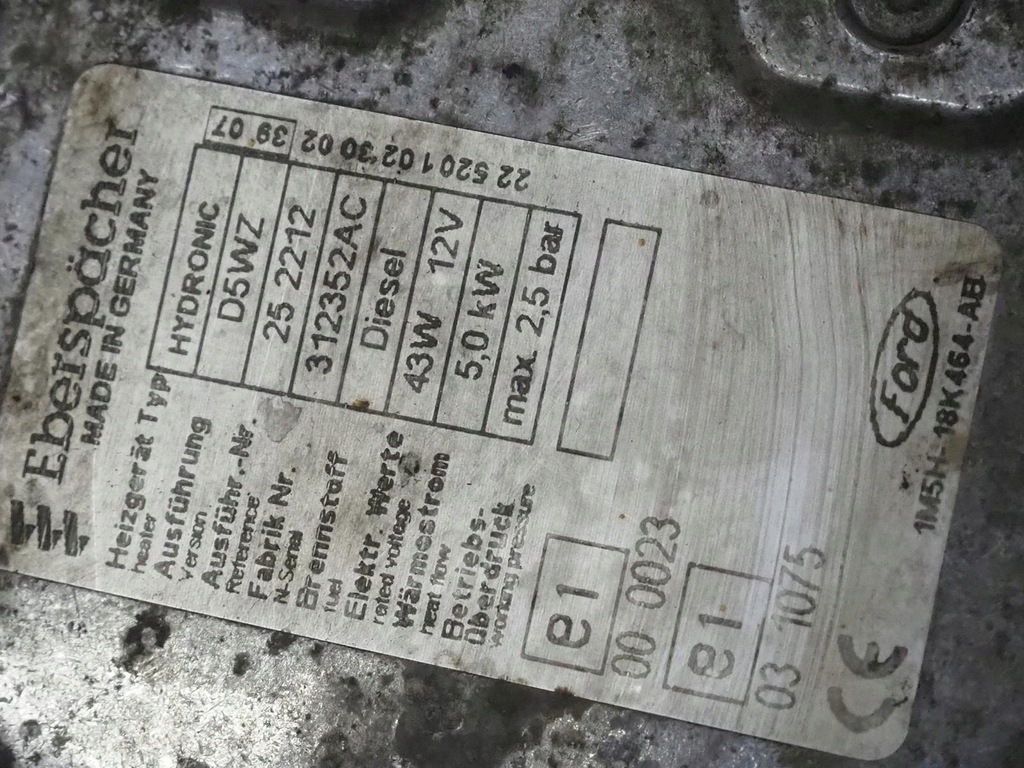 Eberspächer
MADE IN GERMANY
Heizgerät Typ HYDRONIC
heater
Ausführung D5WZ
version
Ausführ.-Nr. 25 2212
Reference
Fabrik Nr. 312352AC
N-Serial
Brennstoff Diesel
fuel
Elektr. Werte 43W 12V
rated voltage
Wärmestrom 5,0 kW
heat flow
Betriebs-
überdruck max. 2,5 bar
working pressure
22 5201 02 30 02 39 07
e1
00 0023
e1
03 1075
CE
Ford
1M5H-18K464-AB